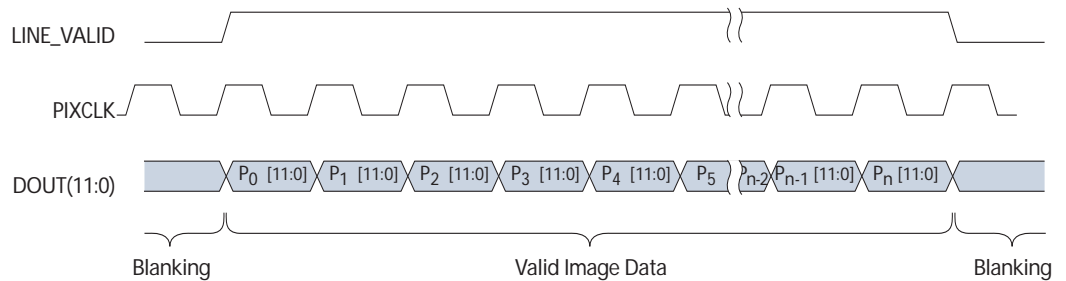 LINE_VALID
PIXCLK
DOUT(11:0)
P0 [11:0] P1 [11:0] P2 [11:0] P3 [11:0] P4 [11:0] P5 Pn-2 Pn-1 [11:0] Pn [11:0]
Blanking Valid Image Data Blanking